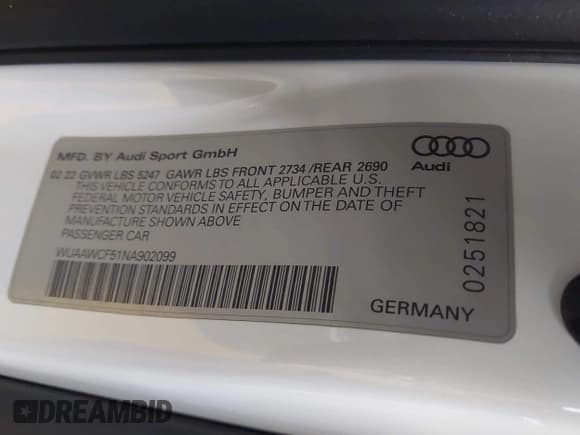 MFD. BY Audi Sport GmbH
02 22 GVWR LBS 5247 GAWR LBS FRONT 2734 /REAR 2690
THIS VEHICLE CONFORMS TO ALL APPLICABLE U.S.
FEDERAL MOTOR VEHICLE SAFETY, BUMPER AND THEFT
PREVENTION STANDARDS IN EFFECT ON THE DATE OF
MANUFACTURE SHOWN ABOVE
PASSENGER CAR
WUAAWCF51NA902099
Audi
0251821
GERMANY
DREAMBID